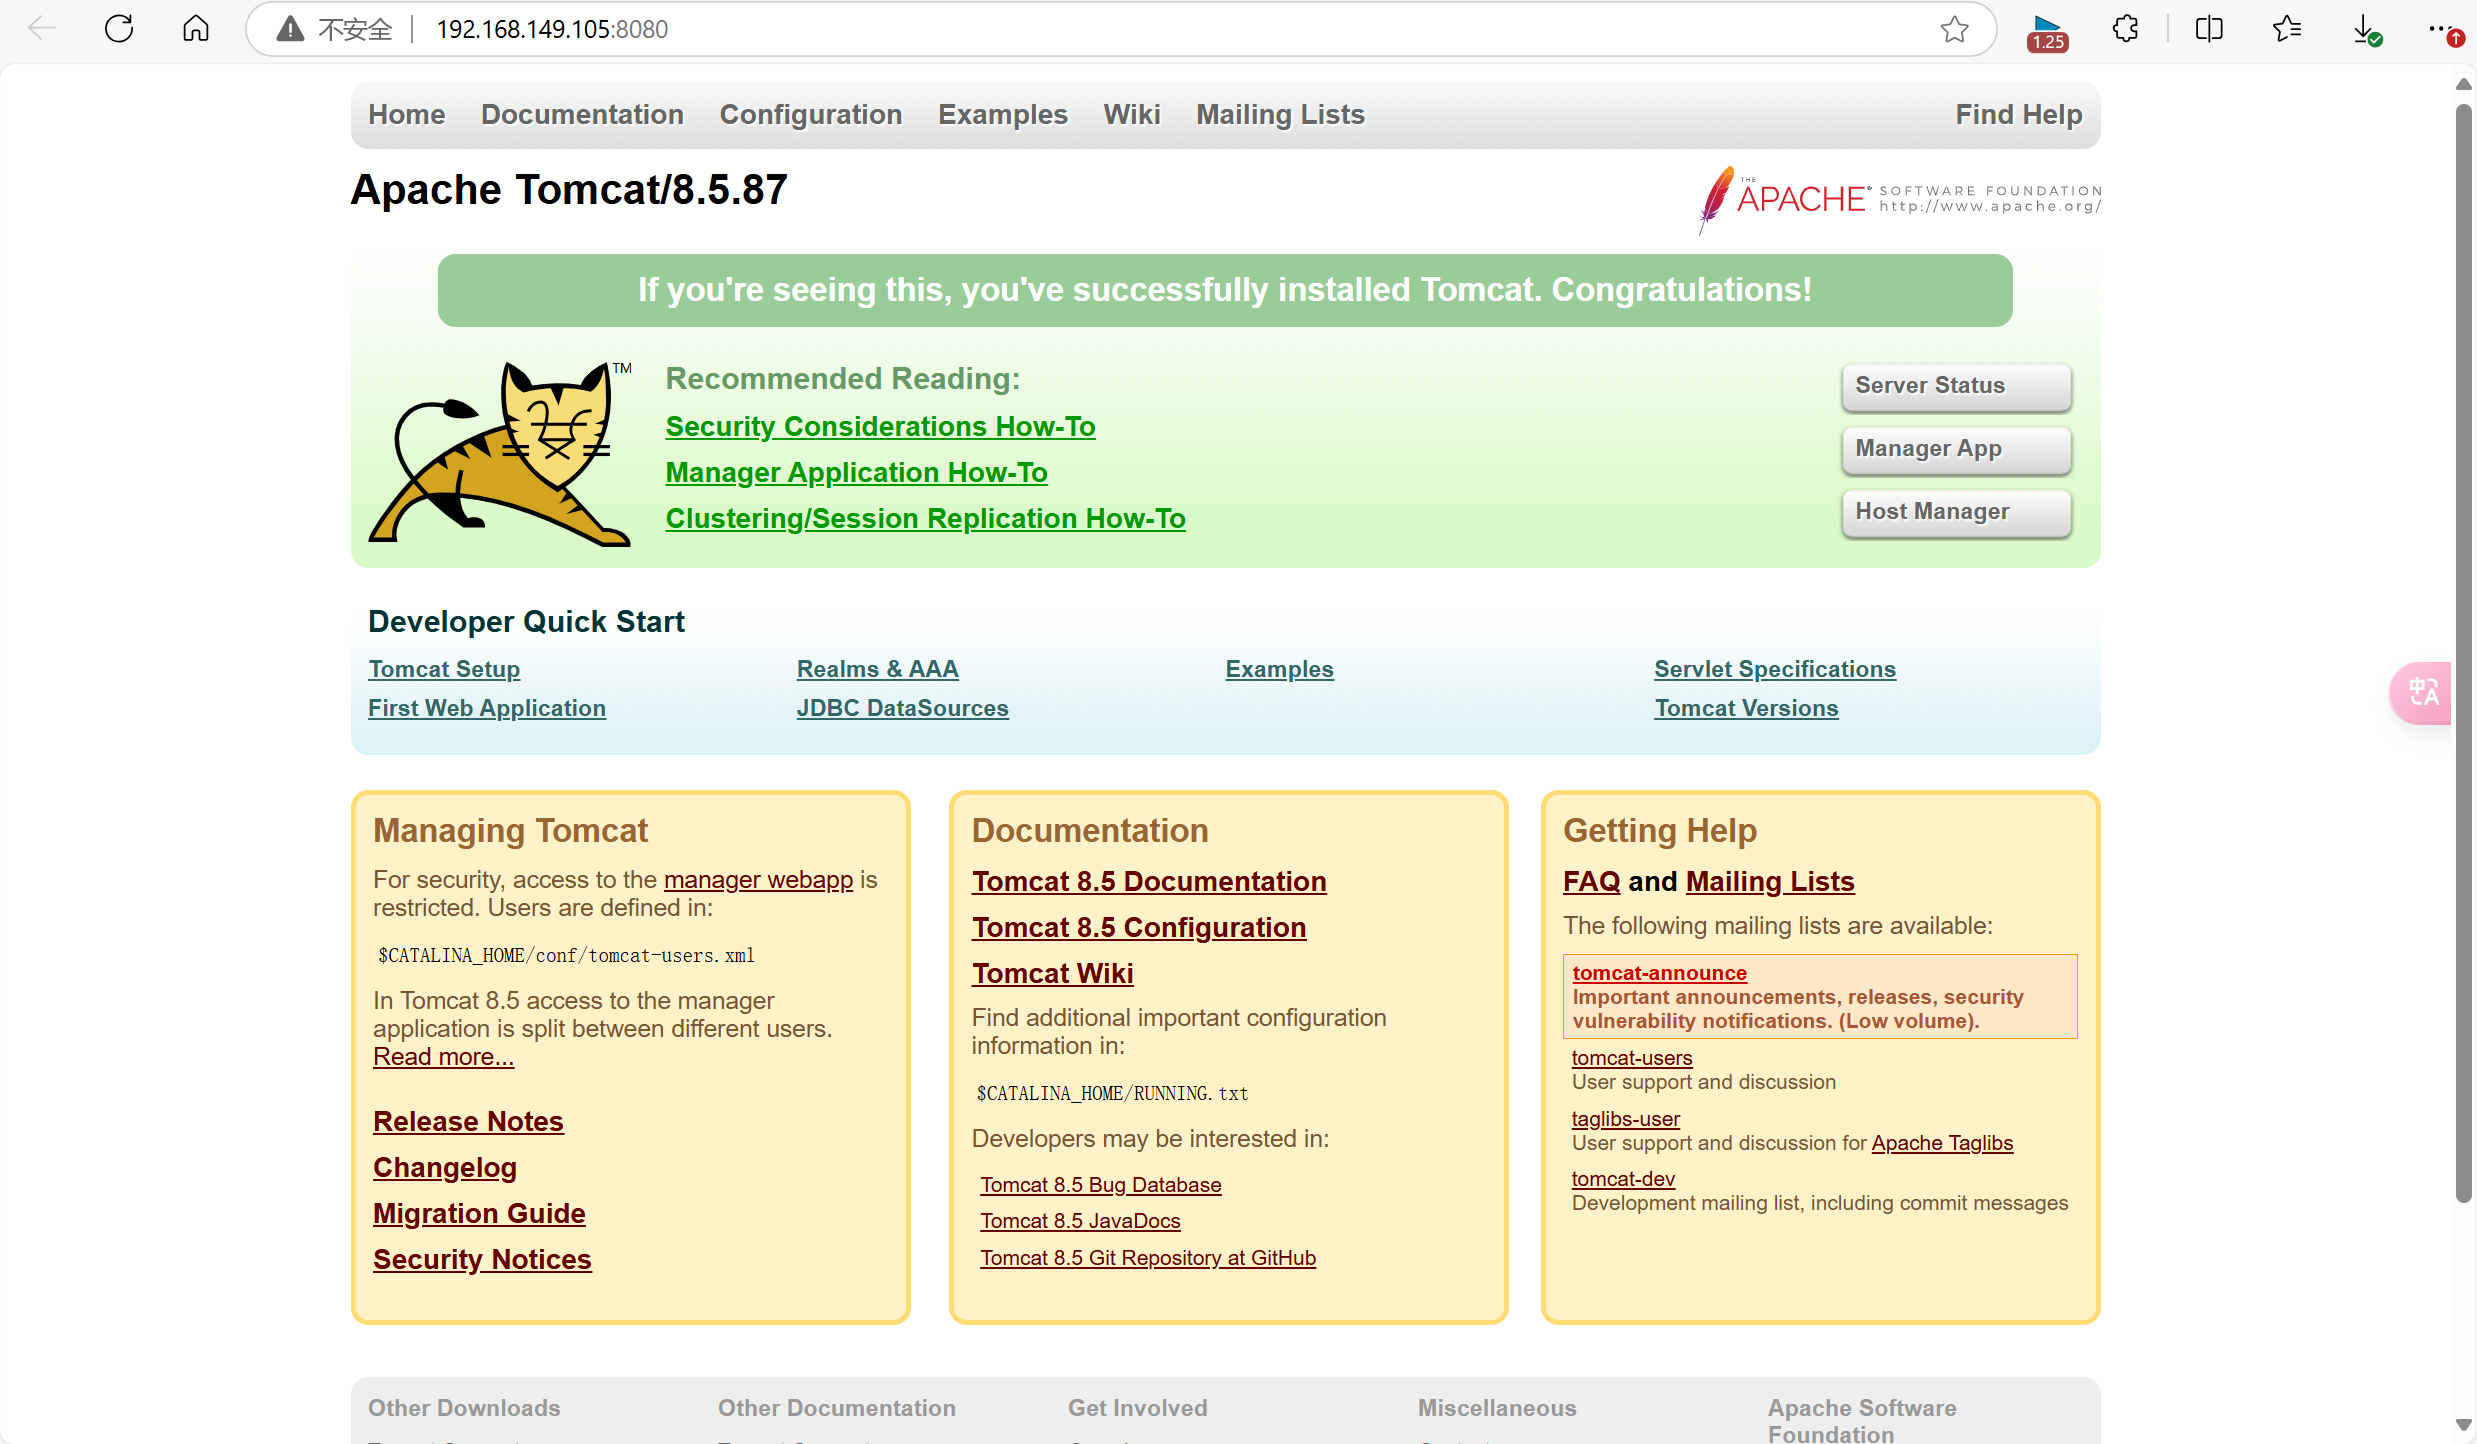 不安全 192.168.149.105:8080
1.25
Home Documentation Configuration Examples Wiki Mailing Lists Find Help
Apache Tomcat/8.5.87
THE APACHE® SOFTWARE FOUNDATION
http://www.apache.org/
If you're seeing this, you've successfully installed Tomcat. Congratulations!
TM
Recommended Reading:
Security Considerations How-To
Manager Application How-To
Clustering/Session Replication How-To
Server Status
Manager App
Host Manager
Developer Quick Start
Tomcat Setup
First Web Application
Realms & AAA
JDBC DataSources
Examples
Servlet Specifications
Tomcat Versions
中A
Managing Tomcat
For security, access to the manager webapp is
restricted. Users are defined in:
$CATALINA_HOME/conf/tomcat-users.xml
In Tomcat 8.5 access to the manager
application is split between different users.
Read more...
Release Notes
Changelog
Migration Guide
Security Notices
Documentation
Tomcat 8.5 Documentation
Tomcat 8.5 Configuration
Tomcat Wiki
Find additional important configuration
information in:
$CATALINA_HOME/RUNNING.txt
Developers may be interested in:
Tomcat 8.5 Bug Database
Tomcat 8.5 JavaDocs
Tomcat 8.5 Git Repository at GitHub
Getting Help
FAQ and Mailing Lists
The following mailing lists are available:
tomcat-announce
Important announcements, releases, security
vulnerability notifications. (Low volume).
tomcat-users
User support and discussion
taglibs-user
User support and discussion for Apache Taglibs
tomcat-dev
Development mailing list, including commit messages
Other Downloads
Other Documentation
Get Involved
Miscellaneous
Apache Software
Foundation